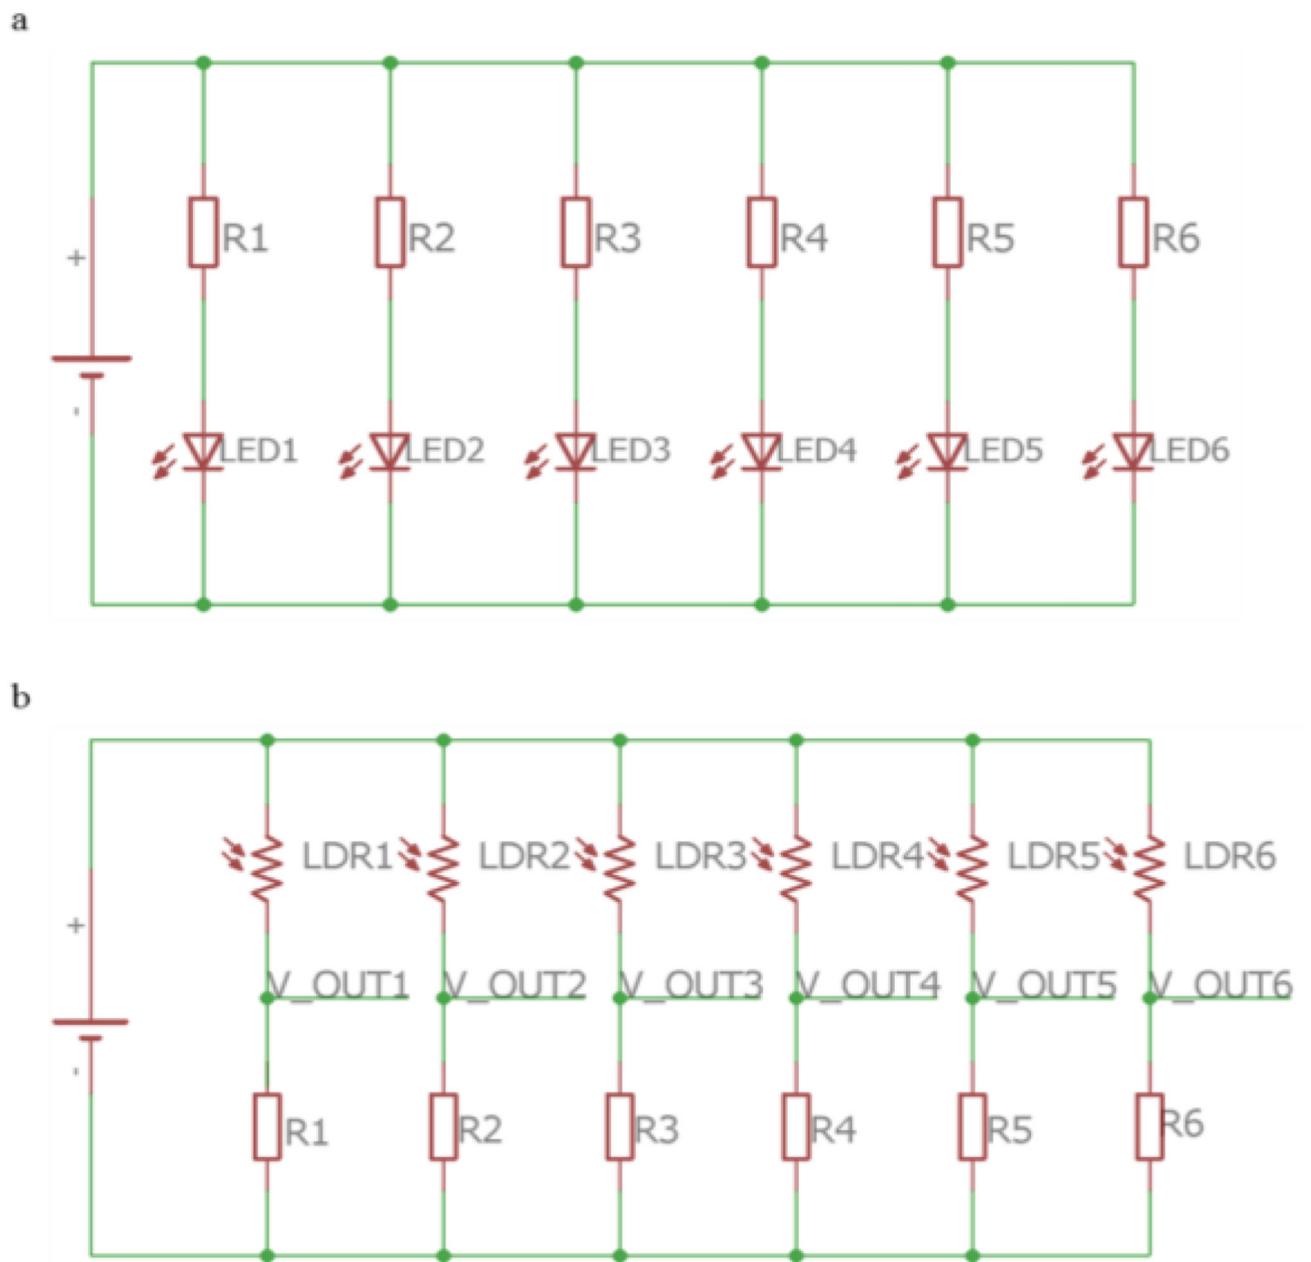 a
R1 R2 R3 R4 R5 R6
+
-
LED1 LED2 LED3 LED4 LED5 LED6
b
LDR1 LDR2 LDR3 LDR4 LDR5 LDR6
+
V_OUT1 V_OUT2 V_OUT3 V_OUT4 V_OUT5 V_OUT6
-
R1 R2 R3 R4 R5 R6